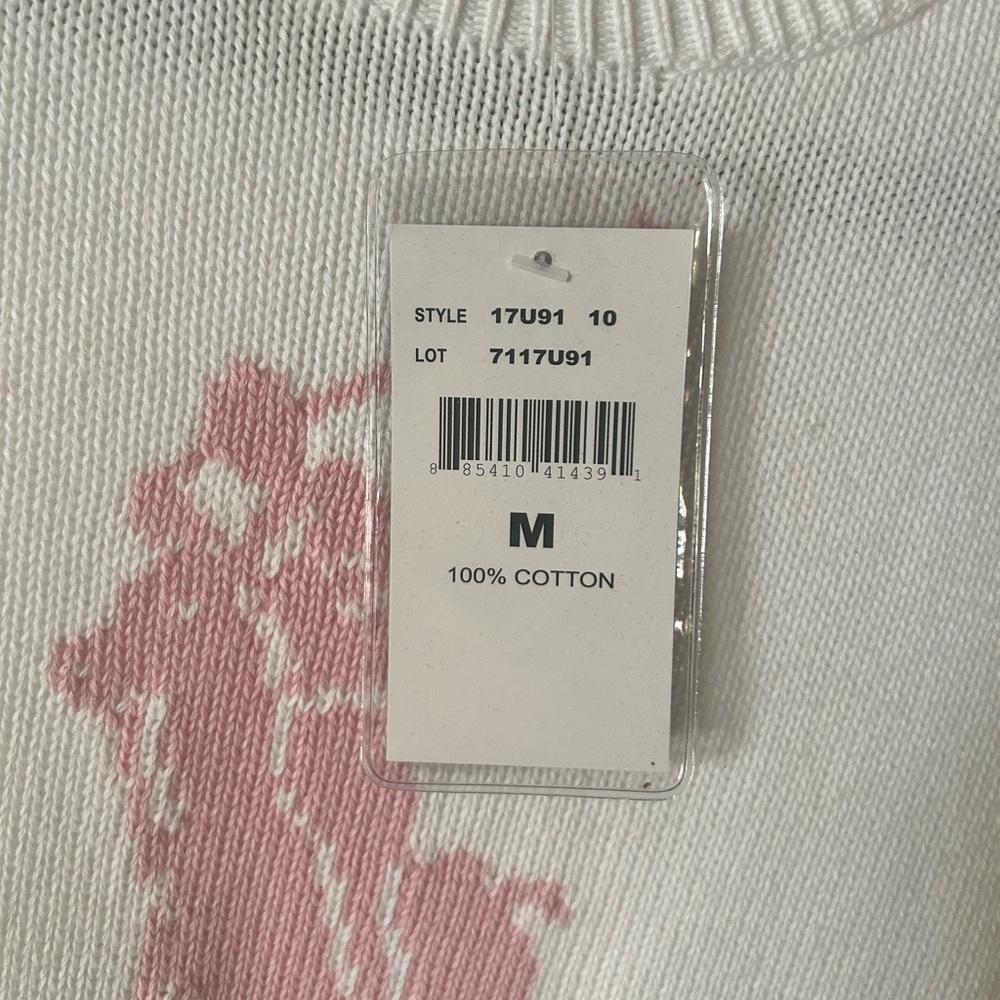 STYLE 17U91 10
LOT 7117U91
8 85410 41439 1
M
100% COTTON